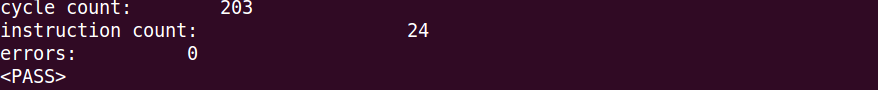 cycle count:        203
instruction count:                   24
errors:          0
<PASS>